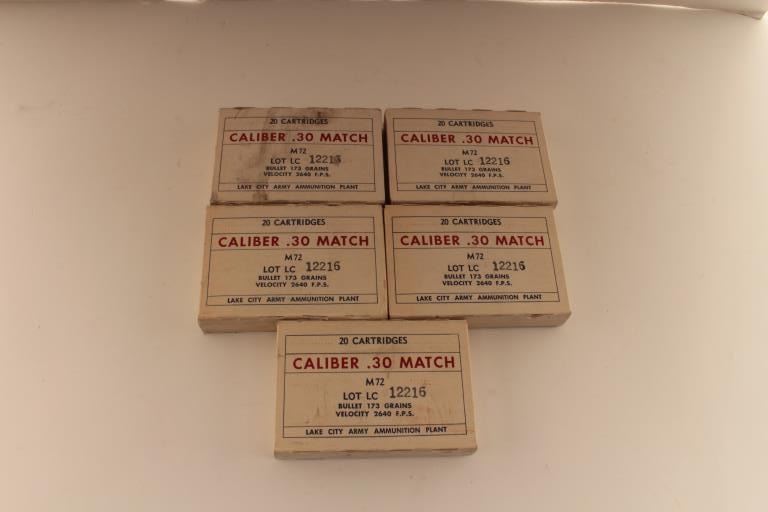 20 CARTRIDGES
CALIBER .30 MATCH
M72
LOT LC 12216
BULLET 173 GRAINS
VELOCITY 2640 F.P.S.
LAKE CITY ARMY AMMUNITION PLANT
20 CARTRIDGES
CALIBER .30 MATCH
M72
LOT LC 12216
BULLET 173 GRAINS
VELOCITY 2640 F.P.S.
LAKE CITY ARMY AMMUNITION PLANT
20 CARTRIDGES
CALIBER .30 MATCH
M72
LOT LC 12216
BULLET 173 GRAINS
VELOCITY 2640 F.P.S.
LAKE CITY ARMY AMMUNITION PLANT
20 CARTRIDGES
CALIBER .30 MATCH
M72
LOT LC 12216
BULLET 173 GRAINS
VELOCITY 2640 F.P.S.
LAKE CITY ARMY AMMUNITION PLANT
20 CARTRIDGES
CALIBER .30 MATCH
M72
LOT LC 12216
BULLET 173 GRAINS
VELOCITY 2640 F.P.S.
LAKE CITY ARMY AMMUNITION PLANT